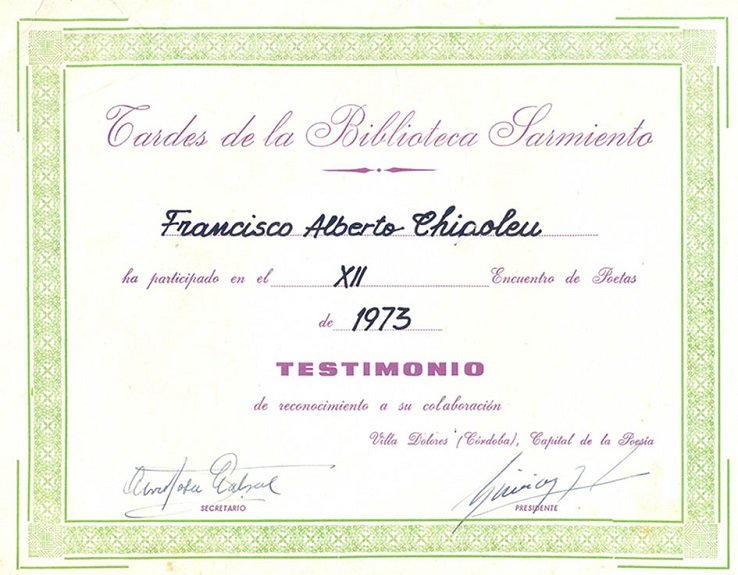 Tardes de la Biblioteca Sarmiento
Francisco Alberto Chipoleu
ha participado en el XII Encuentro de Poetas
de 1973
TESTIMONIO
de reconocimiento a su colaboración
Villa Dolores (Córdoba), Capital de la Poesía
SECRETARIO PRESIDENTE